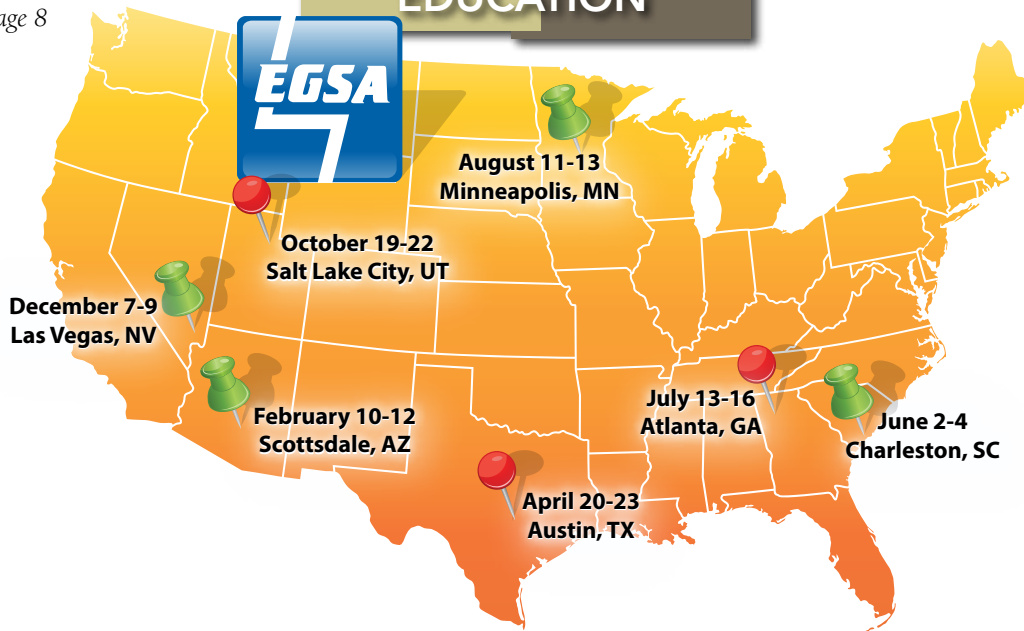 age 8
EDUCATION
EGSA
August 11-13
Minneapolis, MN
October 19-22
Salt Lake City, UT
December 7-9
Las Vegas, NV
February 10-12
Scottsdale, AZ
July 13-16
Atlanta, GA
June 2-4
Charleston, SC
April 20-23
Austin, TX